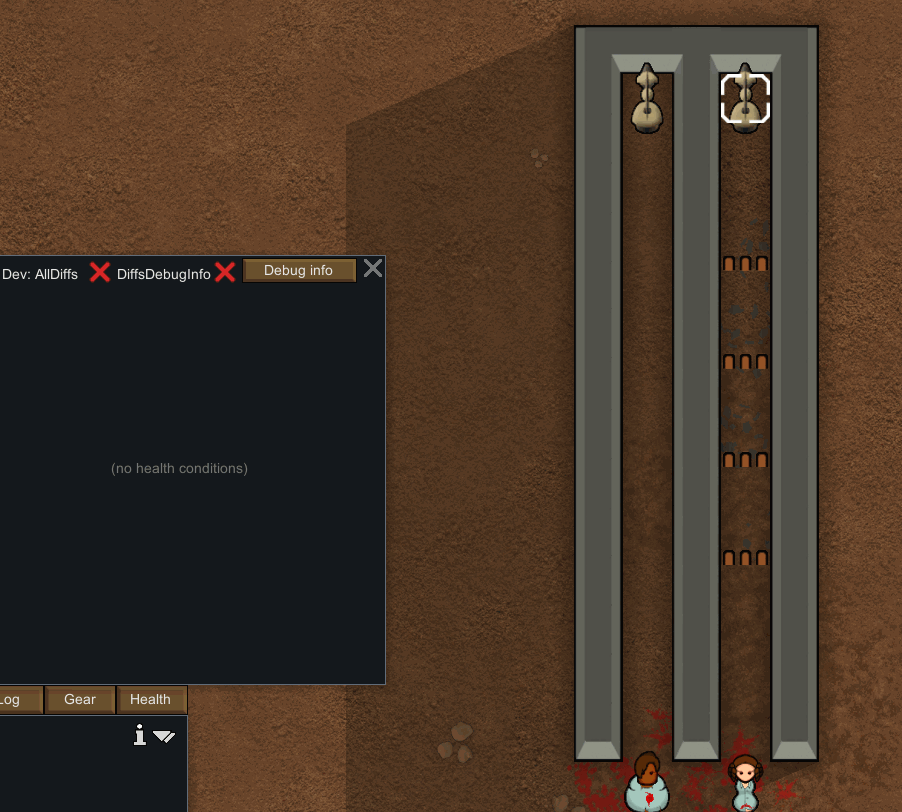 Dev: AllDiffs DiffsDebugInfo Debug info
(no health conditions)
Log Gear Health